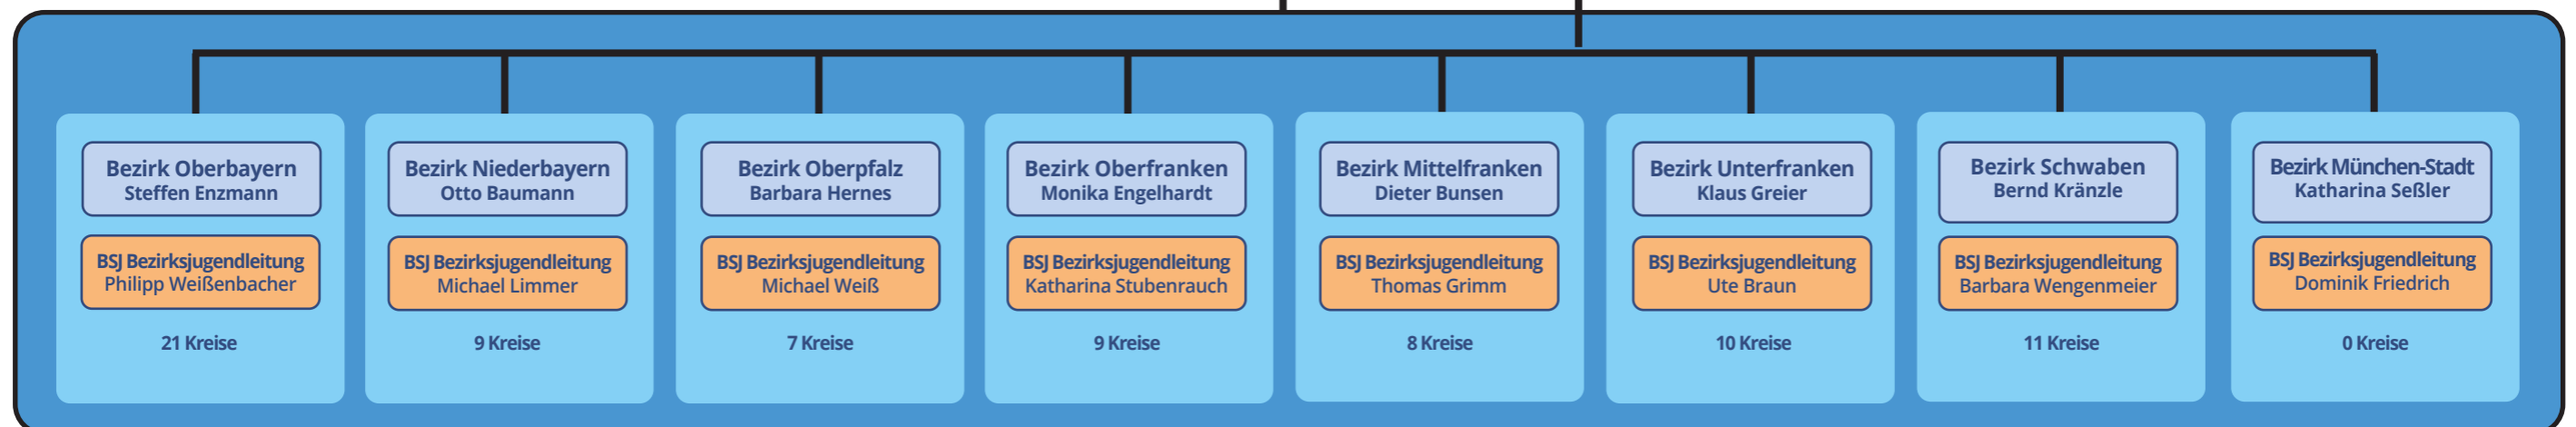 Bezirk Oberbayern
Steffen Enzmann
BSJ Bezirksjugendleitung
Philipp Weißenbacher
21 Kreise
Bezirk Niederbayern
Otto Baumann
BSJ Bezirksjugendleitung
Michael Limmer
9 Kreise
Bezirk Oberpfalz
Barbara Hernes
BSJ Bezirksjugendleitung
Michael Weiß
7 Kreise
Bezirk Oberfranken
Monika Engelhardt
BSJ Bezirksjugendleitung
Katharina Stubenrauch
9 Kreise
Bezirk Mittelfranken
Dieter Bunsen
BSJ Bezirksjugendleitung
Thomas Grimm
8 Kreise
Bezirk Unterfranken
Klaus Greier
BSJ Bezirksjugendleitung
Ute Braun
10 Kreise
Bezirk Schwaben
Bernd Kränzle
BSJ Bezirksjugendleitung
Barbara Wengenmeier
11 Kreise
Bezirk München-Stadt
Katharina Seßler
BSJ Bezirksjugendleitung
Dominik Friedrich
0 Kreise